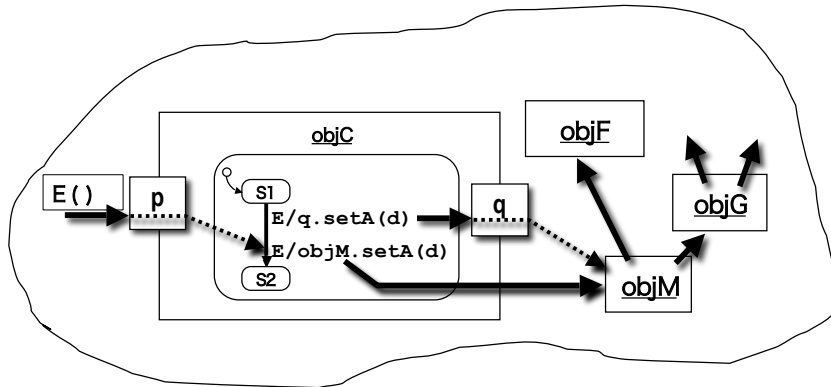 objC
objF
E()
p
S1
E/q.setA(d)
q
objG
E/objM.setA(d)
S2
objM